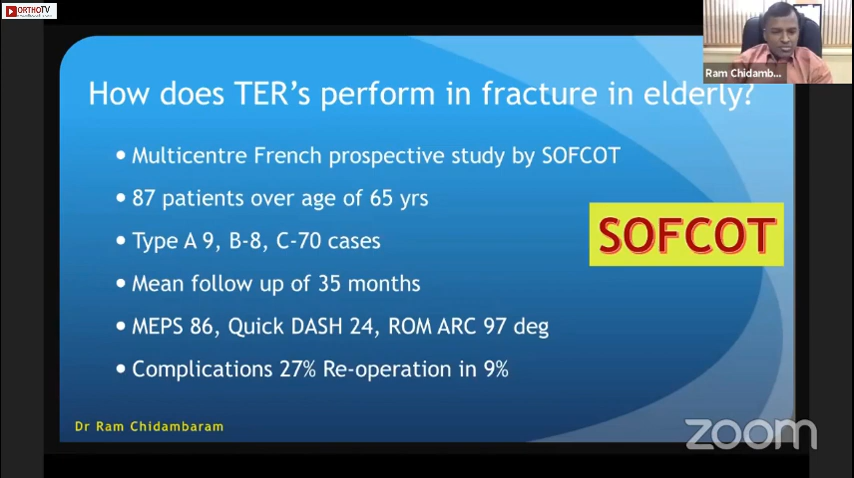 ORTHOTV
Ram Chidamb...
How does TER's perform in fracture in elderly?
Multicentre French prospective study by SOFCOT
87 patients over age of 65 yrs
Type A 9, B-8, C-70 cases
Mean follow up of 35 months
MEPS 86, Quick DASH 24, ROM ARC 97 deg
Complications 27% Re-operation in 9%
SOFCOT
Dr Ram Chidambaram
zoom